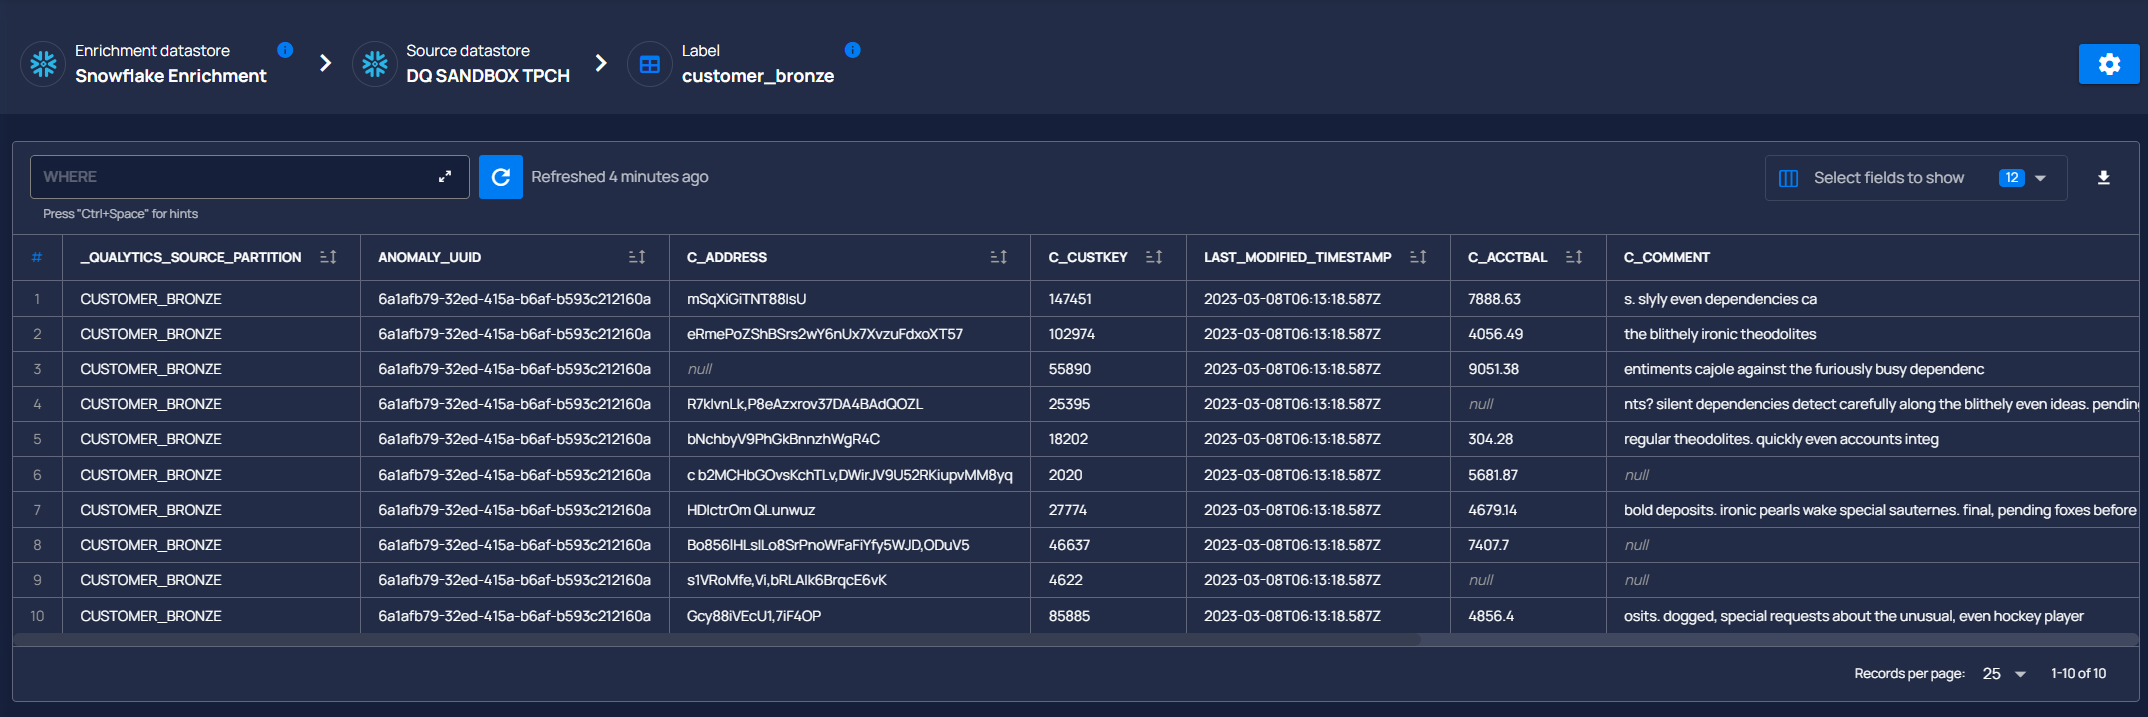 Enrichment datastore
Snowflake Enrichment
Source datastore
DQ SANDBOX TPCH
Label
customer_bronze
WHERE
Refreshed 4 minutes ago
Select fields to show 12
Press "Ctrl+Space" for hints
# _QUALYTICS_SOURCE_PARTITION ANOMALY_UUID C_ADDRESS C_CUSTKEY LAST_MODIFIED_TIMESTAMP C_ACCTBAL C_COMMENT
1 CUSTOMER_BRONZE 6a1afb79-32ed-415a-b6af-b593c212160a mSqXiGiTNT88lsU 147451 2023-03-08T06:13:18.587Z 7888.63 s. slyly even dependencies ca
2 CUSTOMER_BRONZE 6a1afb79-32ed-415a-b6af-b593c212160a eRmePoZShBSrs2wY6nUx7XvzuFdxoXT57 102974 2023-03-08T06:13:18.587Z 4056.49 the blithely ironic theodolites
3 CUSTOMER_BRONZE 6a1afb79-32ed-415a-b6af-b593c212160a null 55890 2023-03-08T06:13:18.587Z 9051.38 entiments cajole against the furiously busy dependenc
4 CUSTOMER_BRONZE 6a1afb79-32ed-415a-b6af-b593c212160a R7klvnLk,P8eAzxrov37DA4BAdQOZL 25395 2023-03-08T06:13:18.587Z null nts? silent dependencies detect carefully along the blithely even ideas. pending
5 CUSTOMER_BRONZE 6a1afb79-32ed-415a-b6af-b593c212160a bNchbyV9PhGkBnnzhWgR4C 18202 2023-03-08T06:13:18.587Z 304.28 regular theodolites. quickly even accounts integ
6 CUSTOMER_BRONZE 6a1afb79-32ed-415a-b6af-b593c212160a c b2MCHbGOvsKchTLv,DWirJV9U52RKiupvMM8yq 2020 2023-03-08T06:13:18.587Z 5681.87 null
7 CUSTOMER_BRONZE 6a1afb79-32ed-415a-b6af-b593c212160a HDlctrOm QLunwuz 27774 2023-03-08T06:13:18.587Z 4679.14 bold deposits. ironic pearls wake special sauternes. final, pending foxes before
8 CUSTOMER_BRONZE 6a1afb79-32ed-415a-b6af-b593c212160a Bo856lHLslLo8SrPnoWFaFiYfy5WJD,ODuV5 46637 2023-03-08T06:13:18.587Z 7407.7 null
9 CUSTOMER_BRONZE 6a1afb79-32ed-415a-b6af-b593c212160a s1VRoMfe,Vi,bRLAlk6BrqcE6vK 4622 2023-03-08T06:13:18.587Z null null
10 CUSTOMER_BRONZE 6a1afb79-32ed-415a-b6af-b593c212160a Gcy88iVEcU1,7iF4OP 85885 2023-03-08T06:13:18.587Z 4856.4 osits. dogged, special requests about the unusual, even hockey player
Records per page: 25 1-10 of 10